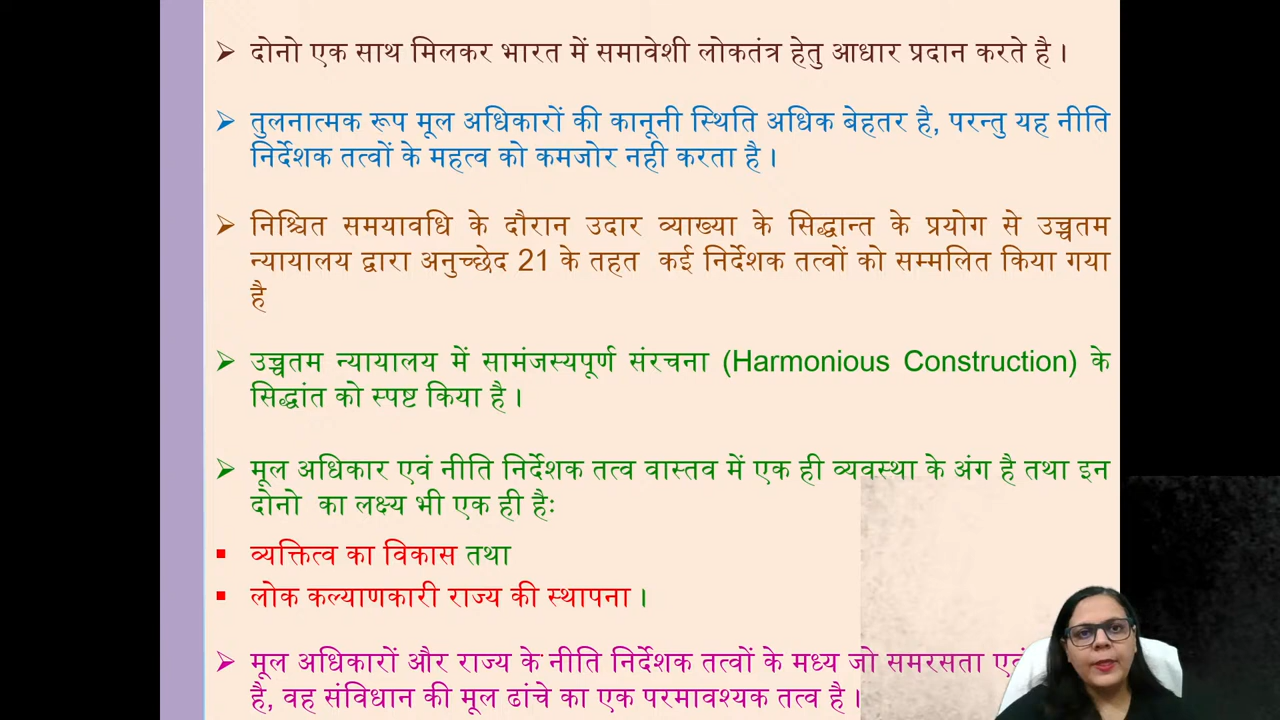 ➢ दोनो एक साथ मिलकर भारत में समावेशी लोकतंत्र हेतु आधार प्रदान करते है।
➢ तुलनात्मक रूप मूल अधिकारों की कानूनी स्थिति अधिक बेहतर है, परन्तु यह नीति
निर्देशक तत्वों के महत्व को कमजोर नही करता है।
➢ निश्चित समयावधि के दौरान उदार व्याख्या के सिद्धान्त के प्रयोग से उच्चतम
न्यायालय द्वारा अनुच्छेद 21 के तहत कई निर्देशक तत्वों को सम्मलित किया गया
है
➢ उच्चतम न्यायालय में सामंजस्यपूर्ण संरचना (Harmonious Construction) के
सिद्धांत को स्पष्ट किया है।
➢ मूल अधिकार एवं नीति निर्देशक तत्व वास्तव में एक ही व्यवस्था के अंग है तथा इन
दोनो का लक्ष्य भी एक ही हैः
▪ व्यक्तित्व का विकास तथा
▪ लोक कल्याणकारी राज्य की स्थापना।
➢ मूल अधिकारों और राज्य के नीति निर्देशक तत्वों के मध्य जो समरसता
है, वह संविधान की मूल ढांचे का एक परमावश्यक तत्व है।